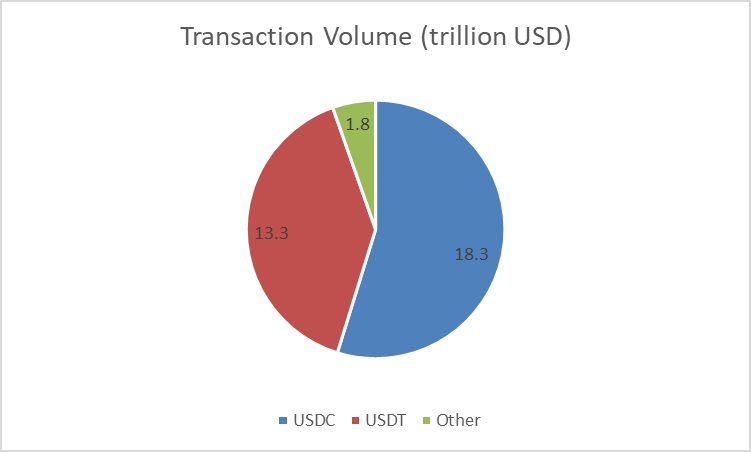 Transaction Volume (trillion USD)
1.8
13.3
18.3
USDC USDT Other